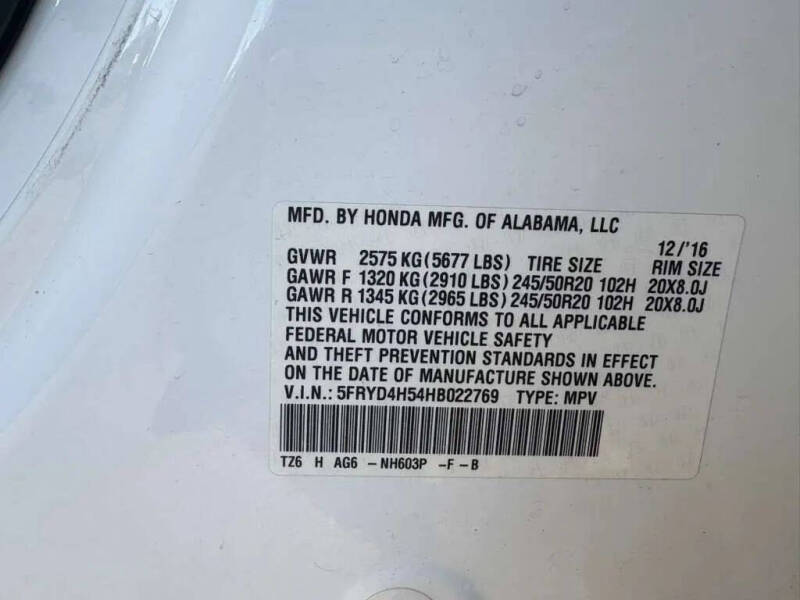 MFD. BY HONDA MFG. OF ALABAMA, LLC
12/'16
GVWR 2575 KG (5677 LBS) TIRE SIZE RIM SIZE
GAWR F 1320 KG (2910 LBS) 245/50R20 102H 20X8.0J
GAWR R 1345 KG (2965 LBS) 245/50R20 102H 20X8.0J
THIS VEHICLE CONFORMS TO ALL APPLICABLE
FEDERAL MOTOR VEHICLE SAFETY
AND THEFT PREVENTION STANDARDS IN EFFECT
ON THE DATE OF MANUFACTURE SHOWN ABOVE.
V.I.N.: 5FRYD4H54HB022769 TYPE: MPV
TZ6 H AG6 -NH603P -F-B